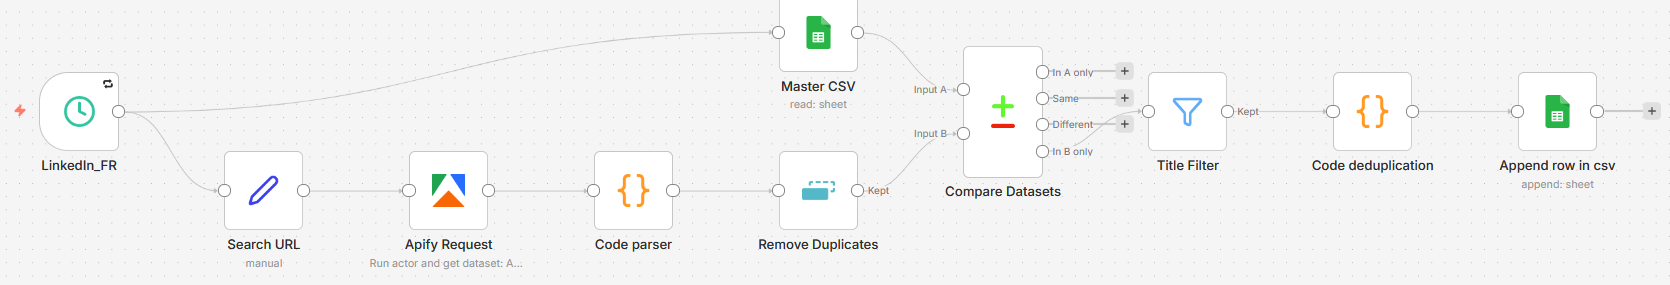 LinkedIn_FR
Master CSV
read: sheet
Search URL
manual
Apify Request
Run actor and get dataset: A...
Code parser
Remove Duplicates
Kept
Input A
Input B
In A only
Same
Different
In B only
Compare Datasets
Title Filter
Kept
Code deduplication
Append row in csv
append: sheet